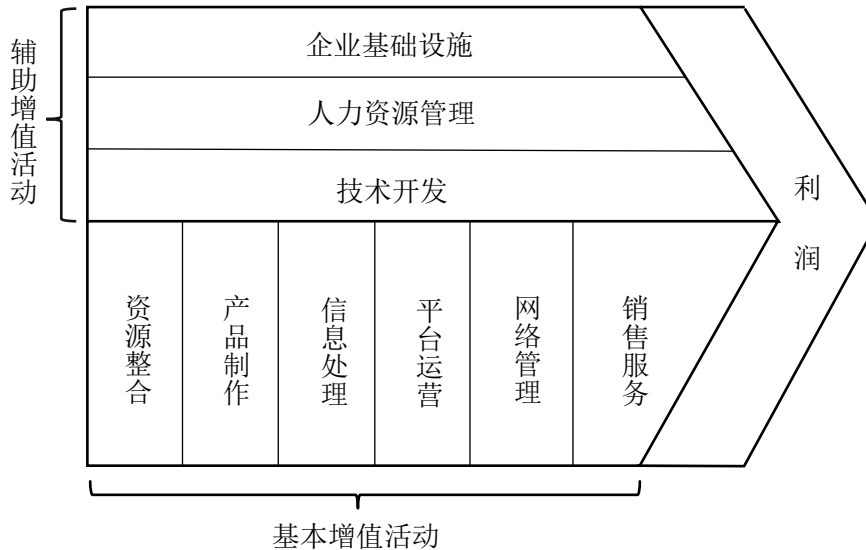 辅助增值活动
企业基础设施
人力资源管理
技术开发
利润
资源整合
产品制作
信息处理
平台运营
网络管理
销售服务
基本增值活动